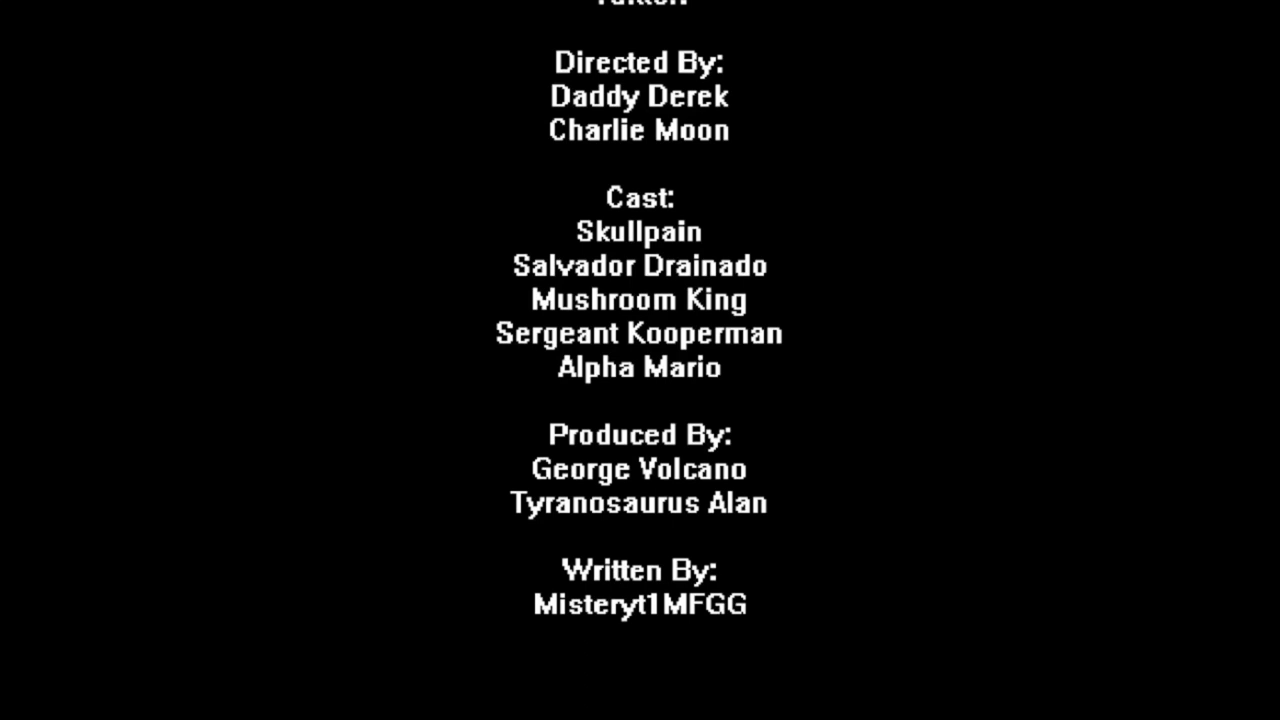 Directed By:
Daddy Derek
Charlie Moon
Cast:
Skullpain
Salvador Drainado
Mushroom King
Sergeant Kooperman
Alpha Mario
Produced By:
George Volcano
Tyranosaurus Alan
Written By:
Misteryt1MFGG